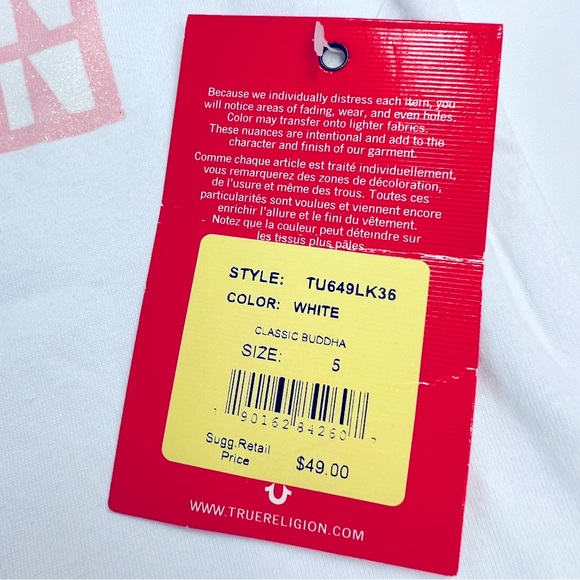 Because we individually distress each item, you
will notice areas of fading, wear, and even holes.
Color may transfer onto lighter fabrics.
These nuances are intentional and add to the
character and finish of our garment.
Comme chaque article est traité individuellement,
vous remarquerez des zones de décoloration,
de l'usure et même des trous. Toutes ces
particularités sont voulues et viennent encore
enrichir l'allure et le fini du vêtement.
Notez que la couleur peut déteindre sur
les tissus plus pâles.
STYLE: TU649LK36
COLOR: WHITE
CLASSIC BUDDHA
SIZE: 5
90162 84260
Sugg.Retail
Price $49.00
WWW.TRUERELIGION.COM